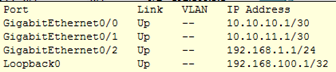 Port Link VLAN IP Address
GigabitEthernet0/0 Up -- 10.10.10.1/30
GigabitEthernet0/1 Up -- 10.10.11.1/30
GigabitEthernet0/2 Up -- 192.168.1.1/24
Loopback0 Up -- 192.168.100.1/32